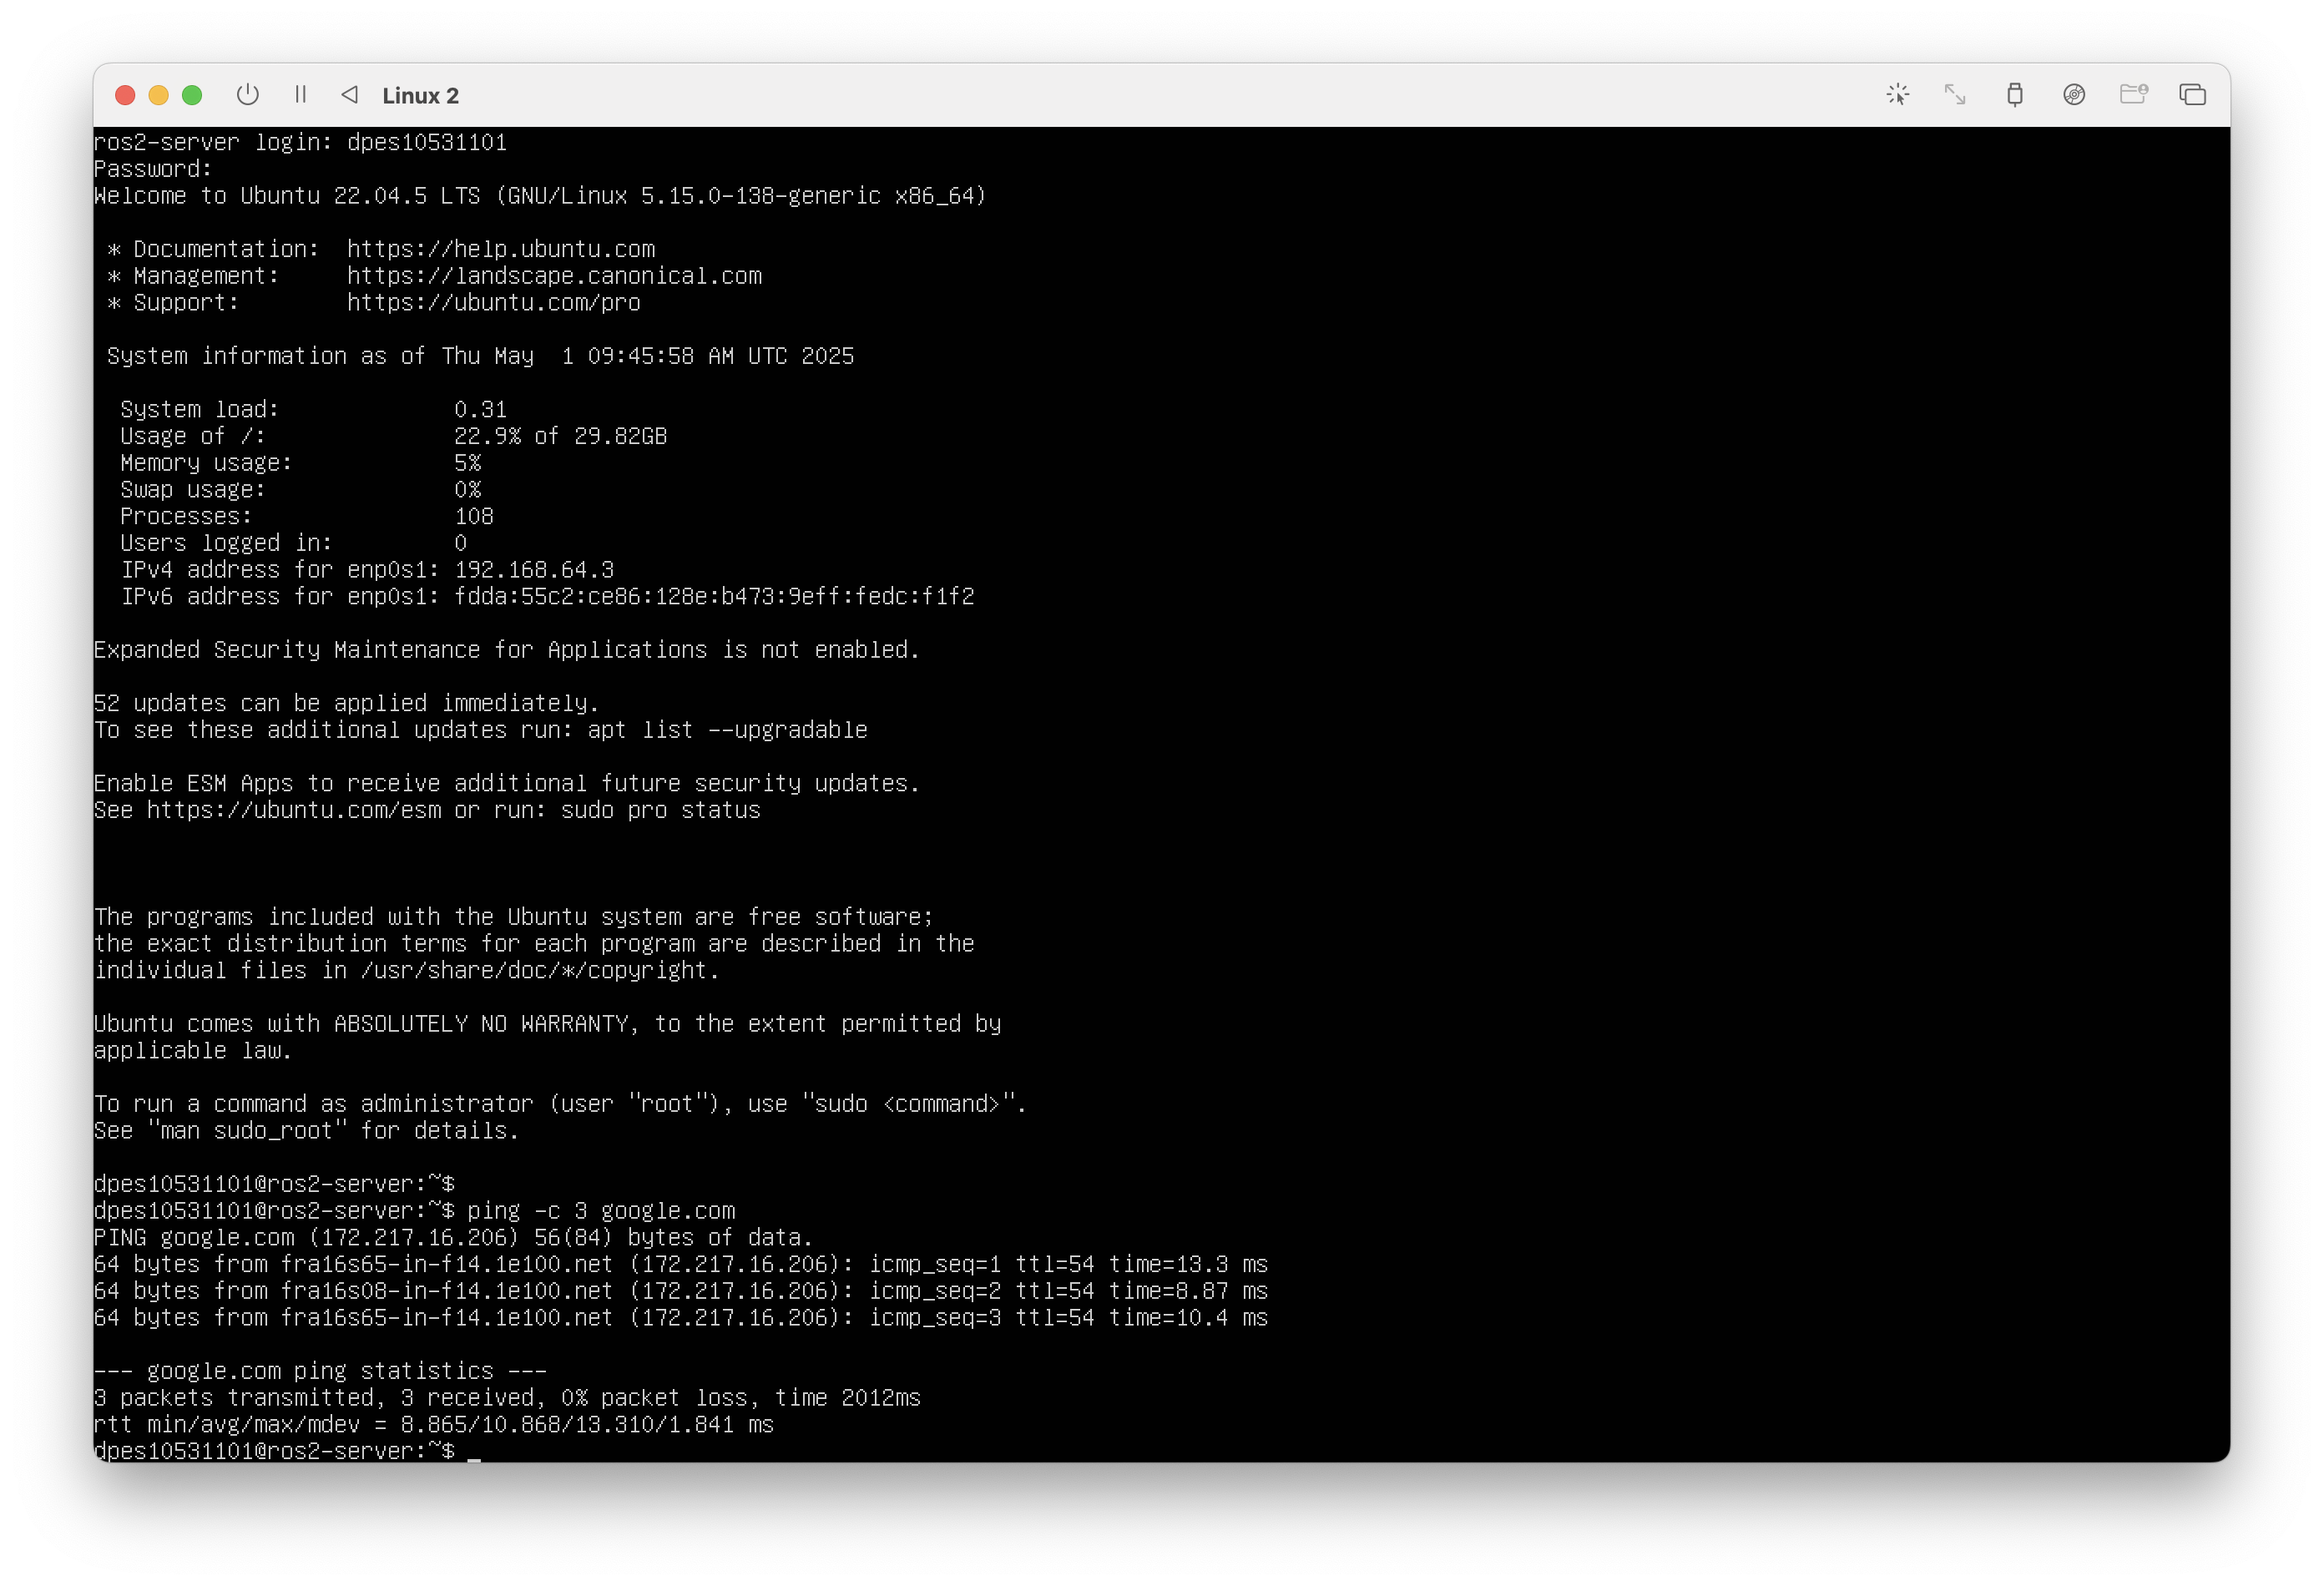 Linux 2
ros2-server login: dpes10531101
Password:
Welcome to Ubuntu 22.04.5 LTS (GNU/Linux 5.15.0-138-generic x86_64)
* Documentation:  https://help.ubuntu.com
* Management:     https://landscape.canonical.com
* Support:        https://ubuntu.com/pro
System information as of Thu May  1 09:45:58 AM UTC 2025
System load:             0.31
Usage of /:              22.9% of 29.82GB
Memory usage:            5%
Swap usage:              0%
Processes:               108
Users logged in:         0
IPv4 address for enp0s1: 192.168.64.3
IPv6 address for enp0s1: fdda:55c2:ce86:128e:b473:9eff:fedc:f1f2
Expanded Security Maintenance for Applications is not enabled.
52 updates can be applied immediately.
To see these additional updates run: apt list --upgradable
Enable ESM Apps to receive additional future security updates.
See https://ubuntu.com/esm or run: sudo pro status
The programs included with the Ubuntu system are free software;
the exact distribution terms for each program are described in the
individual files in /usr/share/doc/*/copyright.
Ubuntu comes with ABSOLUTELY NO WARRANTY, to the extent permitted by
applicable law.
To run a command as administrator (user "root"), use "sudo <command>".
See "man sudo_root" for details.
dpes10531101@ros2-server:~$
dpes10531101@ros2-server:~$ ping -c 3 google.com
PING google.com (172.217.16.206) 56(84) bytes of data.
64 bytes from fra16s65-in-f14.1e100.net (172.217.16.206): icmp_seq=1 ttl=54 time=13.3 ms
64 bytes from fra16s08-in-f14.1e100.net (172.217.16.206): icmp_seq=2 ttl=54 time=8.87 ms
64 bytes from fra16s65-in-f14.1e100.net (172.217.16.206): icmp_seq=3 ttl=54 time=10.4 ms
--- google.com ping statistics ---
3 packets transmitted, 3 received, 0% packet loss, time 2012ms
rtt min/avg/max/mdev = 8.865/10.868/13.310/1.841 ms
dpes10531101@ros2-server:~$ _